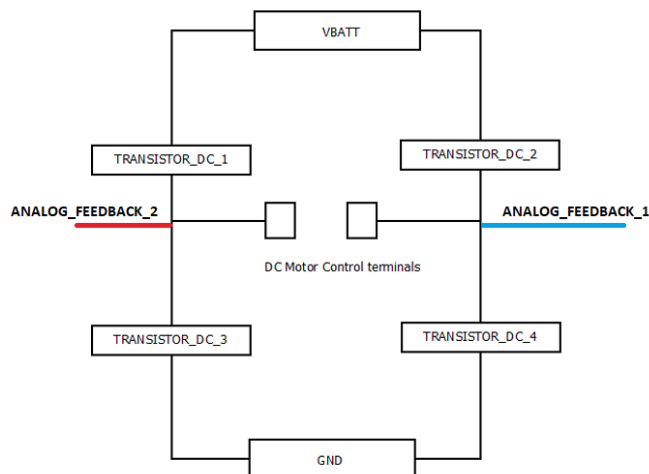 VBATT
TRANSISTOR_DC_1
TRANSISTOR_DC_2
ANALOG_FEEDBACK_2
ANALOG_FEEDBACK_1
DC Motor Control terminals
TRANSISTOR_DC_3
TRANSISTOR_DC_4
GND